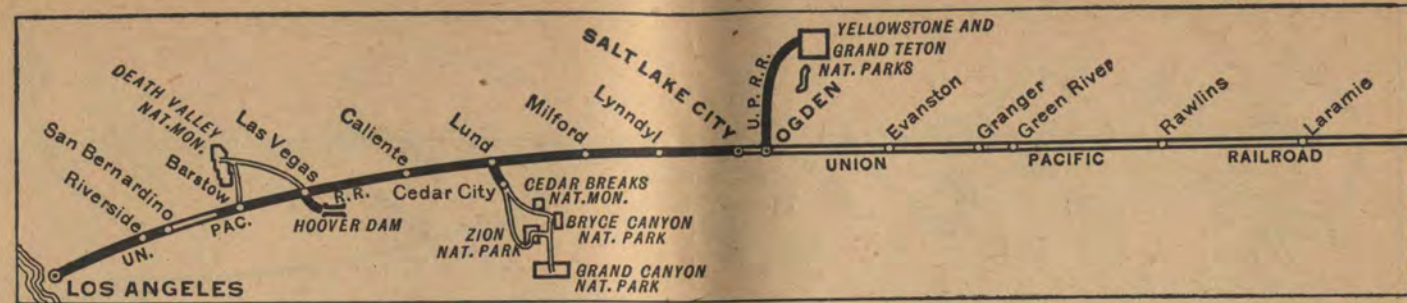 LOS ANGELES
Riverside
San Bernardino
Barstow
UN.
PAC.
R.R.
DEATH VALLEY
NAT. MON.
Las Vegas
HOOVER DAM
Caliente
Lund
Cedar City
CEDAR BREAKS
NAT. MON.
BRYCE CANYON
NAT. PARK
ZION
NAT. PARK
GRAND CANYON
NAT. PARK
Milford
Lynndyl
SALT LAKE CITY
U.P.R.R.
OGDEN
YELLOWSTONE AND
GRAND TETON
NAT. PARKS
Evanston
Granger
Green River
Rawlins
Laramie
UNION
PACIFIC
RAILROAD